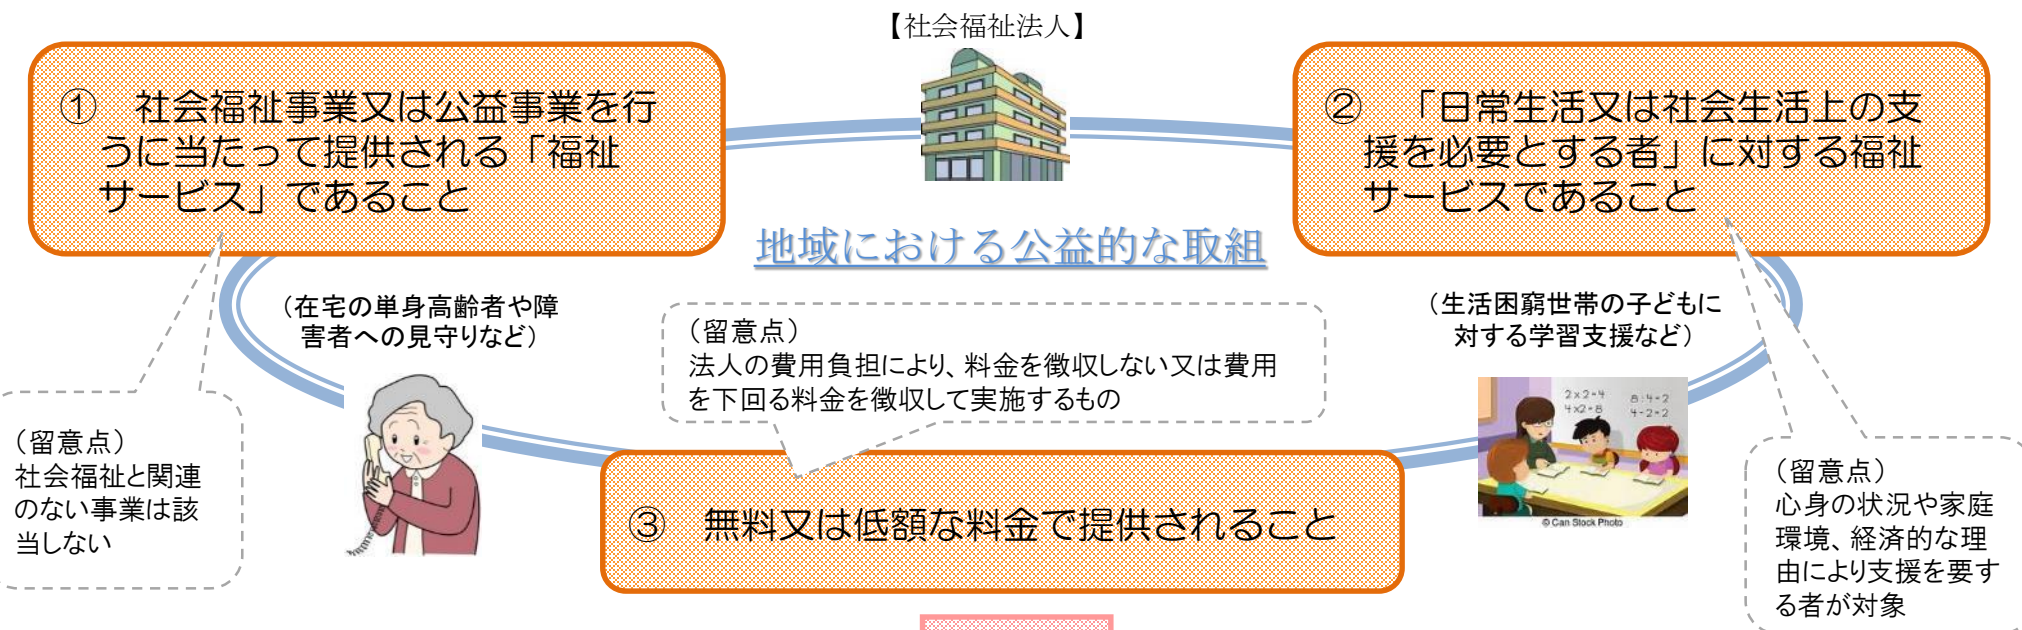 【社会福祉法人】
① 社会福祉事業又は公益事業を行
うに当たって提供される「福祉
サービス」であること
② 「日常生活又は社会生活上の支
援を必要とする者」に対する福祉
サービスであること
地域における公益的な取組
（在宅の単身高齢者や障
害者への見守りなど）
（留意点）
法人の費用負担により、料金を徴収しない又は費用
を下回る料金を徴収して実施するもの
（生活困窮世帯の子どもに
対する学習支援など）
2x2=4
4x2=8
8:4=2
4-2=2
© Can Stock Photo
（留意点）
社会福祉と関連
のない事業は該
当しない
③ 無料又は低額な料金で提供されること
（留意点）
心身の状況や家庭
環境、経済的な理
由により支援を要す
る者が対象